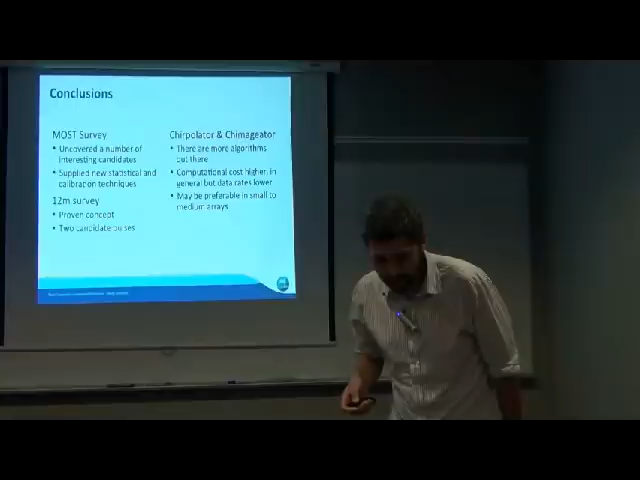 Conclusions
MOST Survey
• Uncovered a number of
interesting candidates
• Supplied new statistical and
calibration techniques
12m survey
• Proven concept
• Two candidate pulses
Chirpolator & Chimageator
• There are more algorithms
out there
• Computational cost higher, in
general but data rates lower
• May be preferable in small to
medium arrays